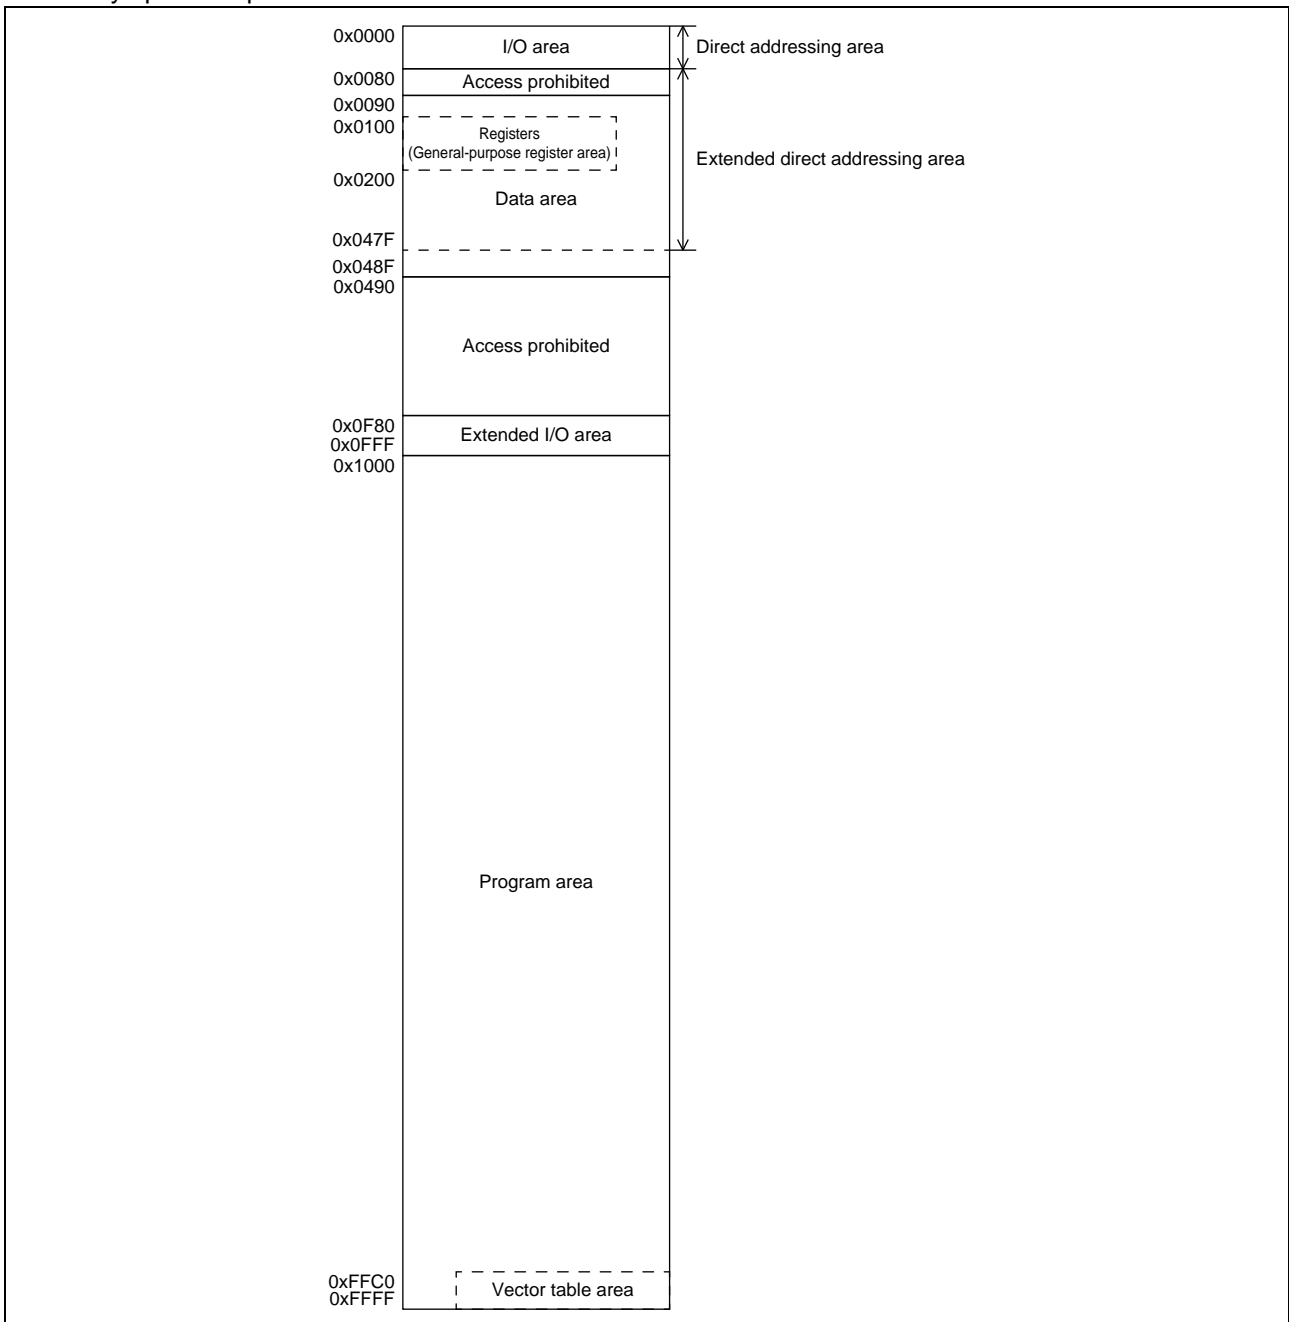 0x0000
I/O area
Direct addressing area
0x0080
Access prohibited
0x0090
0x0100
Registers
(General-purpose register area)
Extended direct addressing area
0x0200
Data area
0x047F
0x048F
0x0490
Access prohibited
0x0F80
Extended I/O area
0x0FFF
0x1000
Program area
0xFFC0
Vector table area
0xFFFF